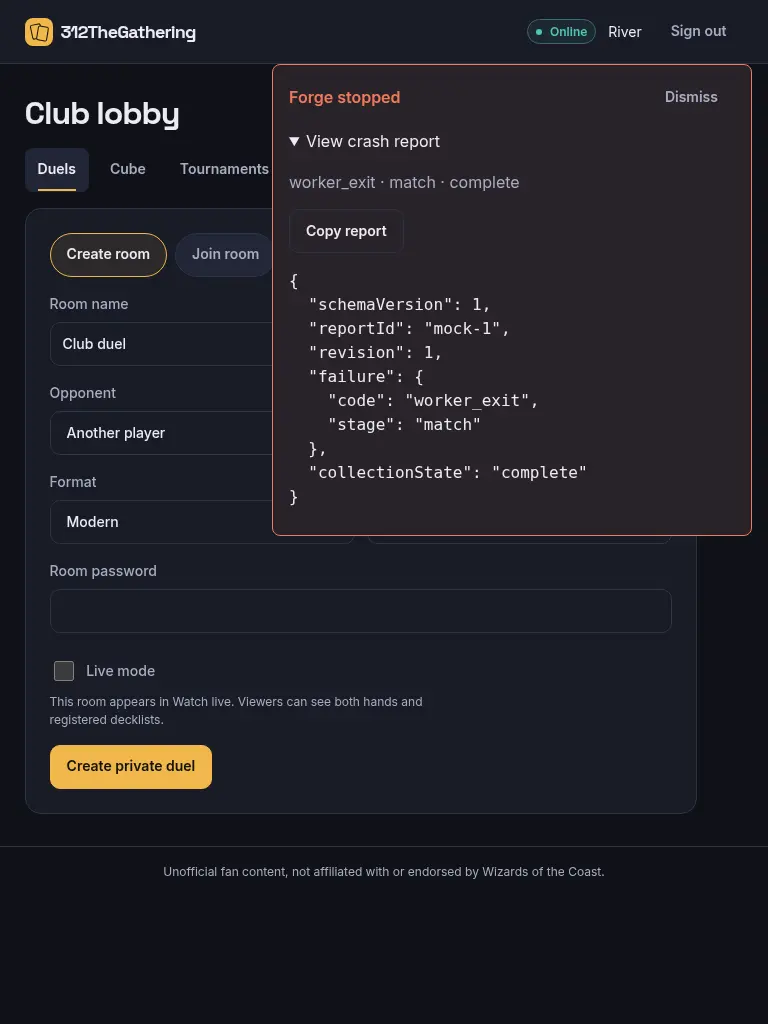 312TheGathering
Online
River
Sign out
Club lobby
Duels
Cube
Tournaments
Forge stopped
Dismiss
▼ View crash report
worker_exit · match · complete
Copy report
{
  "schemaVersion": 1,
  "reportId": "mock-1",
  "revision": 1,
  "failure": {
    "code": "worker_exit",
    "stage": "match"
  },
  "collectionState": "complete"
}
Create room
Join room
Room name
Club duel
Opponent
Another player
Format
Modern
Room password
Live mode
This room appears in Watch live. Viewers can see both hands and
registered decklists.
Create private duel
Unofficial fan content, not affiliated with or endorsed by Wizards of the Coast.